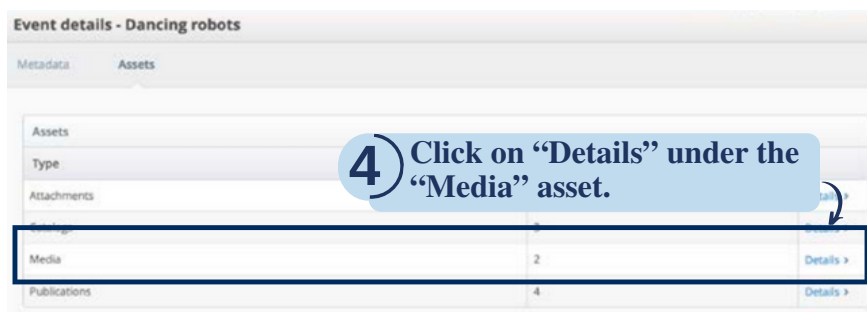 Event details - Dancing robots
Metadata Assets
Assets
Type
4 Click on “Details” under the
“Media” asset.
Attachments
Media 2 Details ›
Publications 4 Details ›